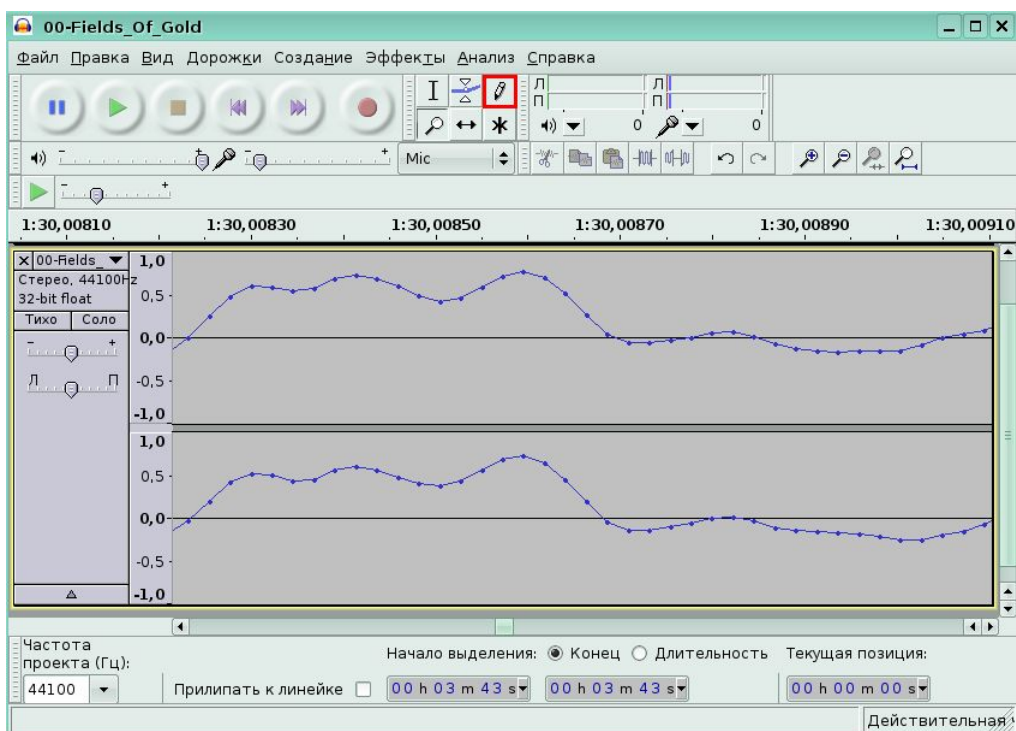 00-Fields_Of_Gold
Файл Правка Вид Дорожки Создание Эффекты Анализ Справка
Л
П
0
Л
П
0
- + - + Mic
- +
1:30,00810 1:30,00830 1:30,00850 1:30,00870 1:30,00890 1:30,00910
00-Fields_
Стерео, 44100Hz
32-bit float
Тихо Соло
- +
Л П
1,0
0,5
0,0
-0,5
-1,0
1,0
0,5
0,0
-0,5
-1,0
Частота
проекта (Гц):
44100
Прилипать к линейке
Начало выделения: Конец Длительность Текущая позиция:
00 h 03 m 43 s 00 h 03 m 43 s 00 h 00 m 00 s
Действительная